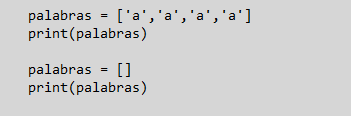 palabras = ['a','a','a','a']
print(palabras)
palabras = []
print(palabras)